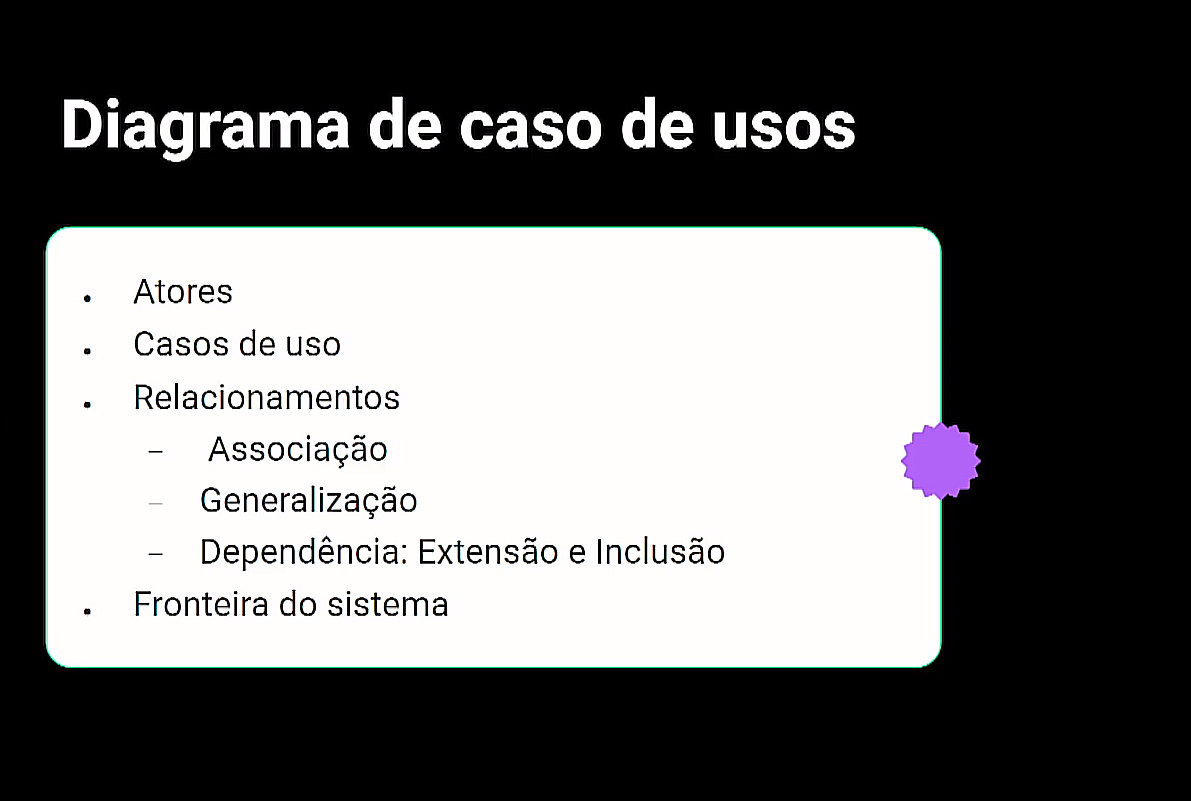 Diagrama de caso de usos
• Atores
• Casos de uso
• Relacionamentos
– Associação
– Generalização
– Dependência: Extensão e Inclusão
• Fronteira do sistema